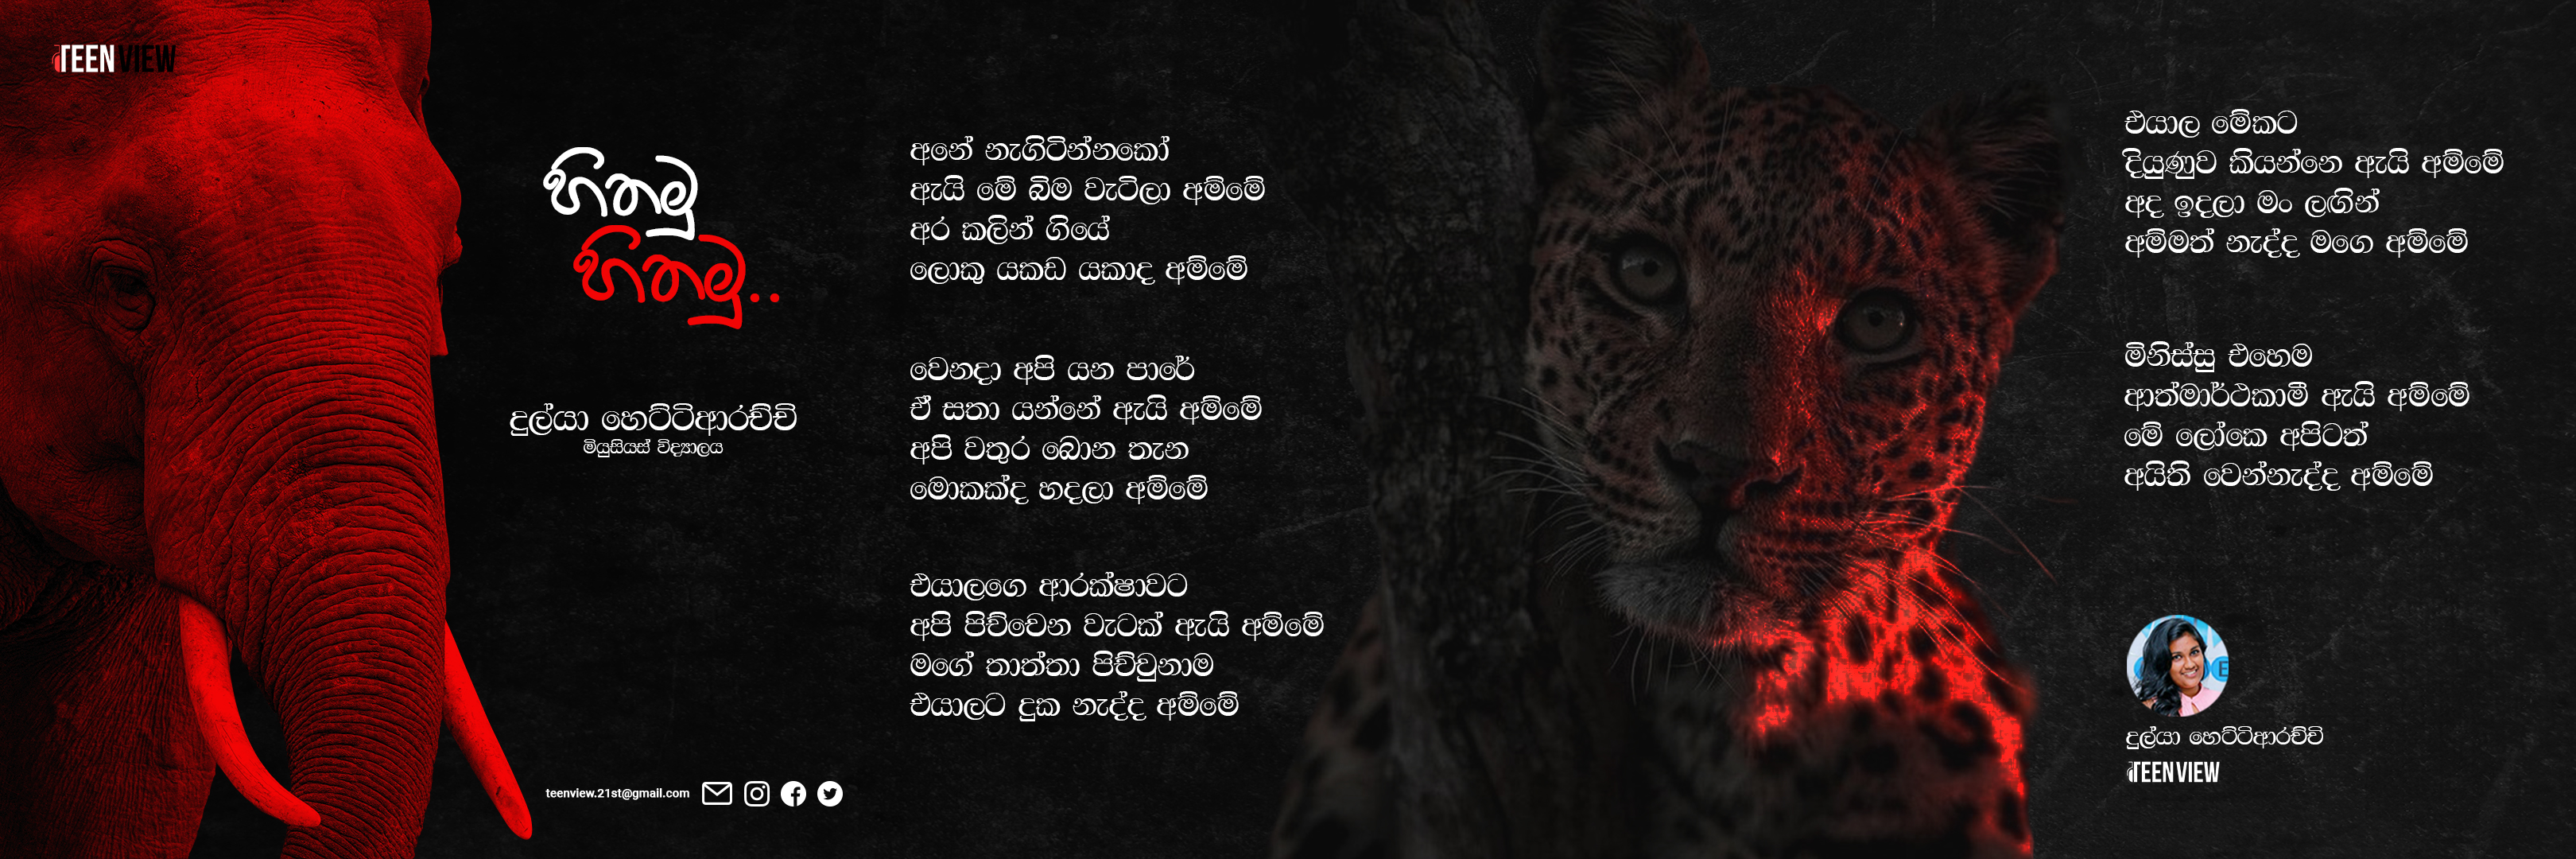 TEEN VIEW
හිතමු
හිතමු..
දුල්යා හෙට්ටිආරච්චි
මියුසියස් විද්‍යාලය
අනේ නැගිටින්නකෝ
ඇයි මේ බිම වැටිලා අම්මේ
අර කලින් ගියේ
ලොකු යකඩ යකාද අම්මේ
වෙනදා අපි යන පාරේ
ඒ සතා යන්නේ ඇයි අම්මේ
අපි වතුර බොන තැන
මොකක්ද හදලා අම්මේ
එයාලගෙ ආරක්ෂාවට
අපි පිච්චෙන වැටක් ඇයි අම්මේ
මගේ තාත්තා පිච්චුනාම
එයාලට දුක නැද්ද අම්මේ
teenview.21st@gmail.com
එයාල මේකට
දියුණුව කියන්නෙ ඇයි අම්මේ
අද ඉදලා මං ලඟින්
අම්මත් නැද්ද මගෙ අම්මේ
මිනිස්සු එහෙම
ආත්මාර්ථකාමී ඇයි අම්මේ
මේ ලෝකෙ අපිටත්
අයිති වෙන්නැද්ද අම්මේ
දුල්යා හෙට්ටිආරච්චි
TEEN VIEW